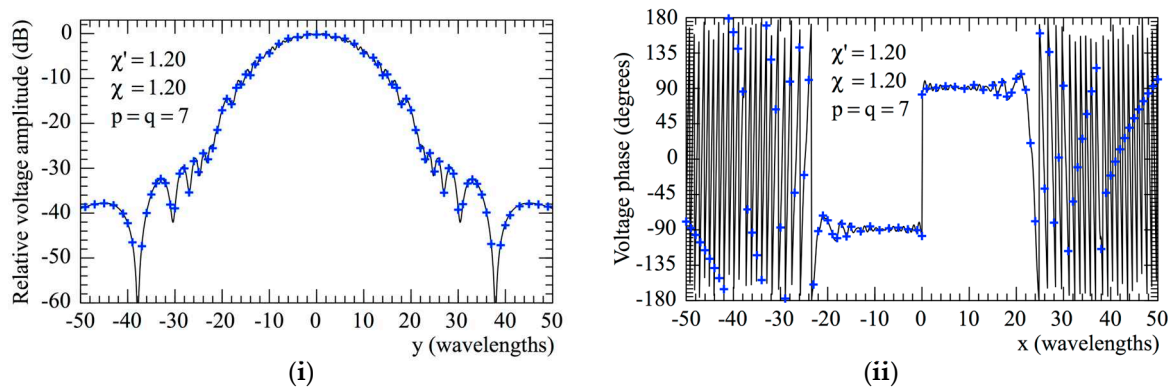 Relative voltage amplitude (dB)
0
-10
-20
-30
-40
-50
-60
χ' = 1.20
χ = 1.20
p = q = 7
-50 -40 -30 -20 -10 0 10 20 30 40 50
y (wavelengths)
(i)
Voltage phase (degrees)
180
135
90
45
0
-45
-90
-135
-180
χ' = 1.20
χ = 1.20
p = q = 7
-50 -40 -30 -20 -10 0 10 20 30 40 50
x (wavelengths)
(ii)